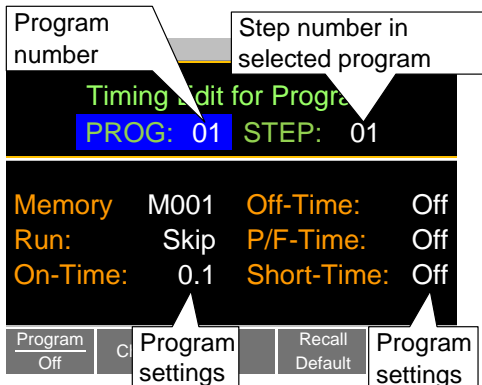 Program number
Step number in selected program
Timing Edit for Progra
PROG: 01 STEP: 01
Memory M001 Off-Time: Off
Run: Skip P/F-Time: Off
On-Time: 0.1 Short-Time: Off
Program Off
Recall Default
Program settings
Program settings